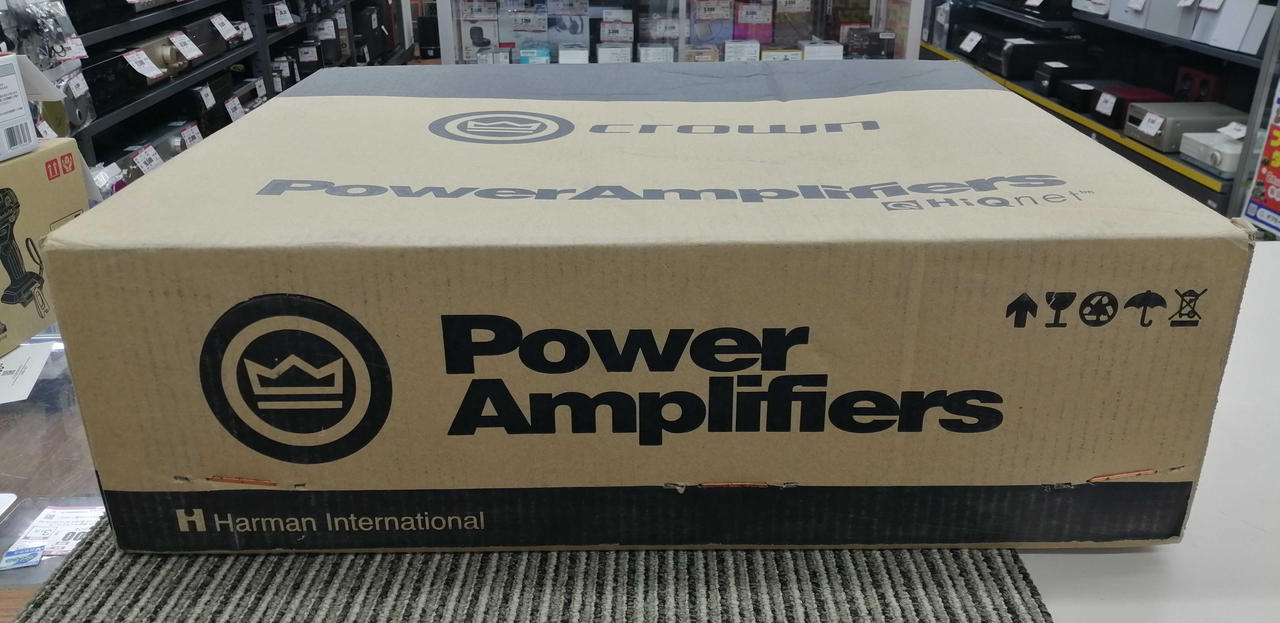 crown
PowerAmplifiers
HiQnet™
Power
Amplifiers
Harman International